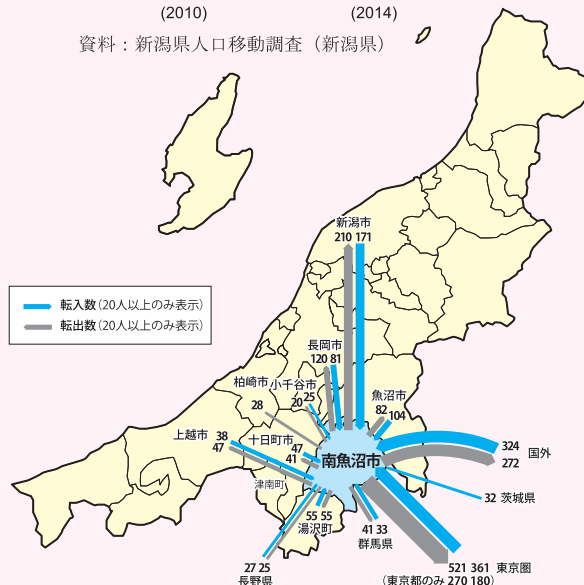 (2010)
(2014)
資料：新潟県人口移動調査（新潟県）
新潟市
210 171
転入数(20人以上のみ表示)
転出数(20人以上のみ表示)
長岡市
120 81
柏崎市
28
小千谷市
20 25
魚沼市
82 104
上越市
38
47
十日町市
47
41
南魚沼市
324
272
国外
津南町
32 茨城県
55 55
湯沢町
41 33
群馬県
27 25
長野県
521 361 東京圏
(東京都のみ 270 180)